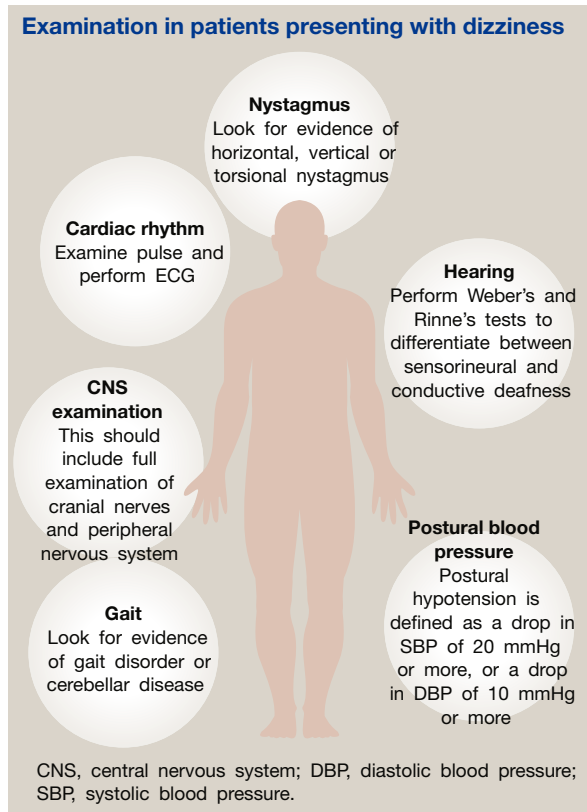 Examination in patients presenting with dizziness
Nystagmus
Look for evidence of
horizontal, vertical or
torsional nystagmus
Cardiac rhythm
Examine pulse and
perform ECG
Hearing
Perform Weber's and
Rinne's tests to
differentiate between
sensorineural and
conductive deafness
CNS
examination
This should
include full
examination of
cranial nerves
and peripheral
nervous system
Postural blood
pressure
Postural
hypotension is
defined as a drop in
SBP of 20 mmHg
or more, or a drop
in DBP of 10 mmHg
or more
Gait
Look for evidence
of gait disorder or
cerebellar disease
CNS, central nervous system; DBP, diastolic blood pressure;
SBP, systolic blood pressure.